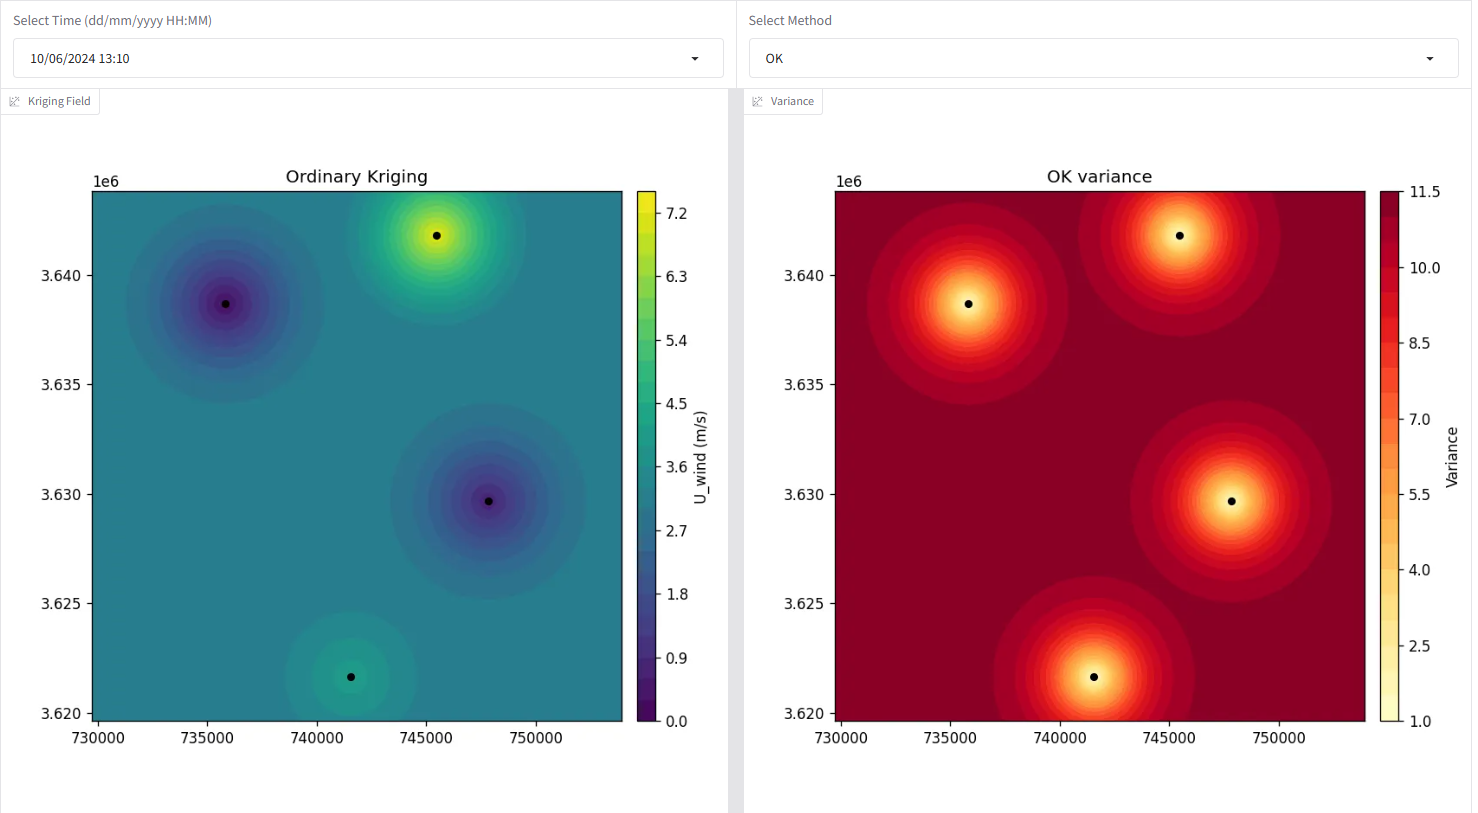 Select Time (dd/mm/yyyy HH:MM)
10/06/2024 13:10
Select Method
OK
Kriging Field
Ordinary Kriging
1e6
3.640
3.635
3.630
3.625
3.620
730000 735000 740000 745000 750000
7.2
6.3
5.4
4.5
3.6
2.7
1.8
0.9
0.0
U_wind (m/s)
Variance
OK variance
1e6
3.640
3.635
3.630
3.625
3.620
730000 735000 740000 745000 750000
11.5
10.0
8.5
7.0
5.5
4.0
2.5
1.0
Variance